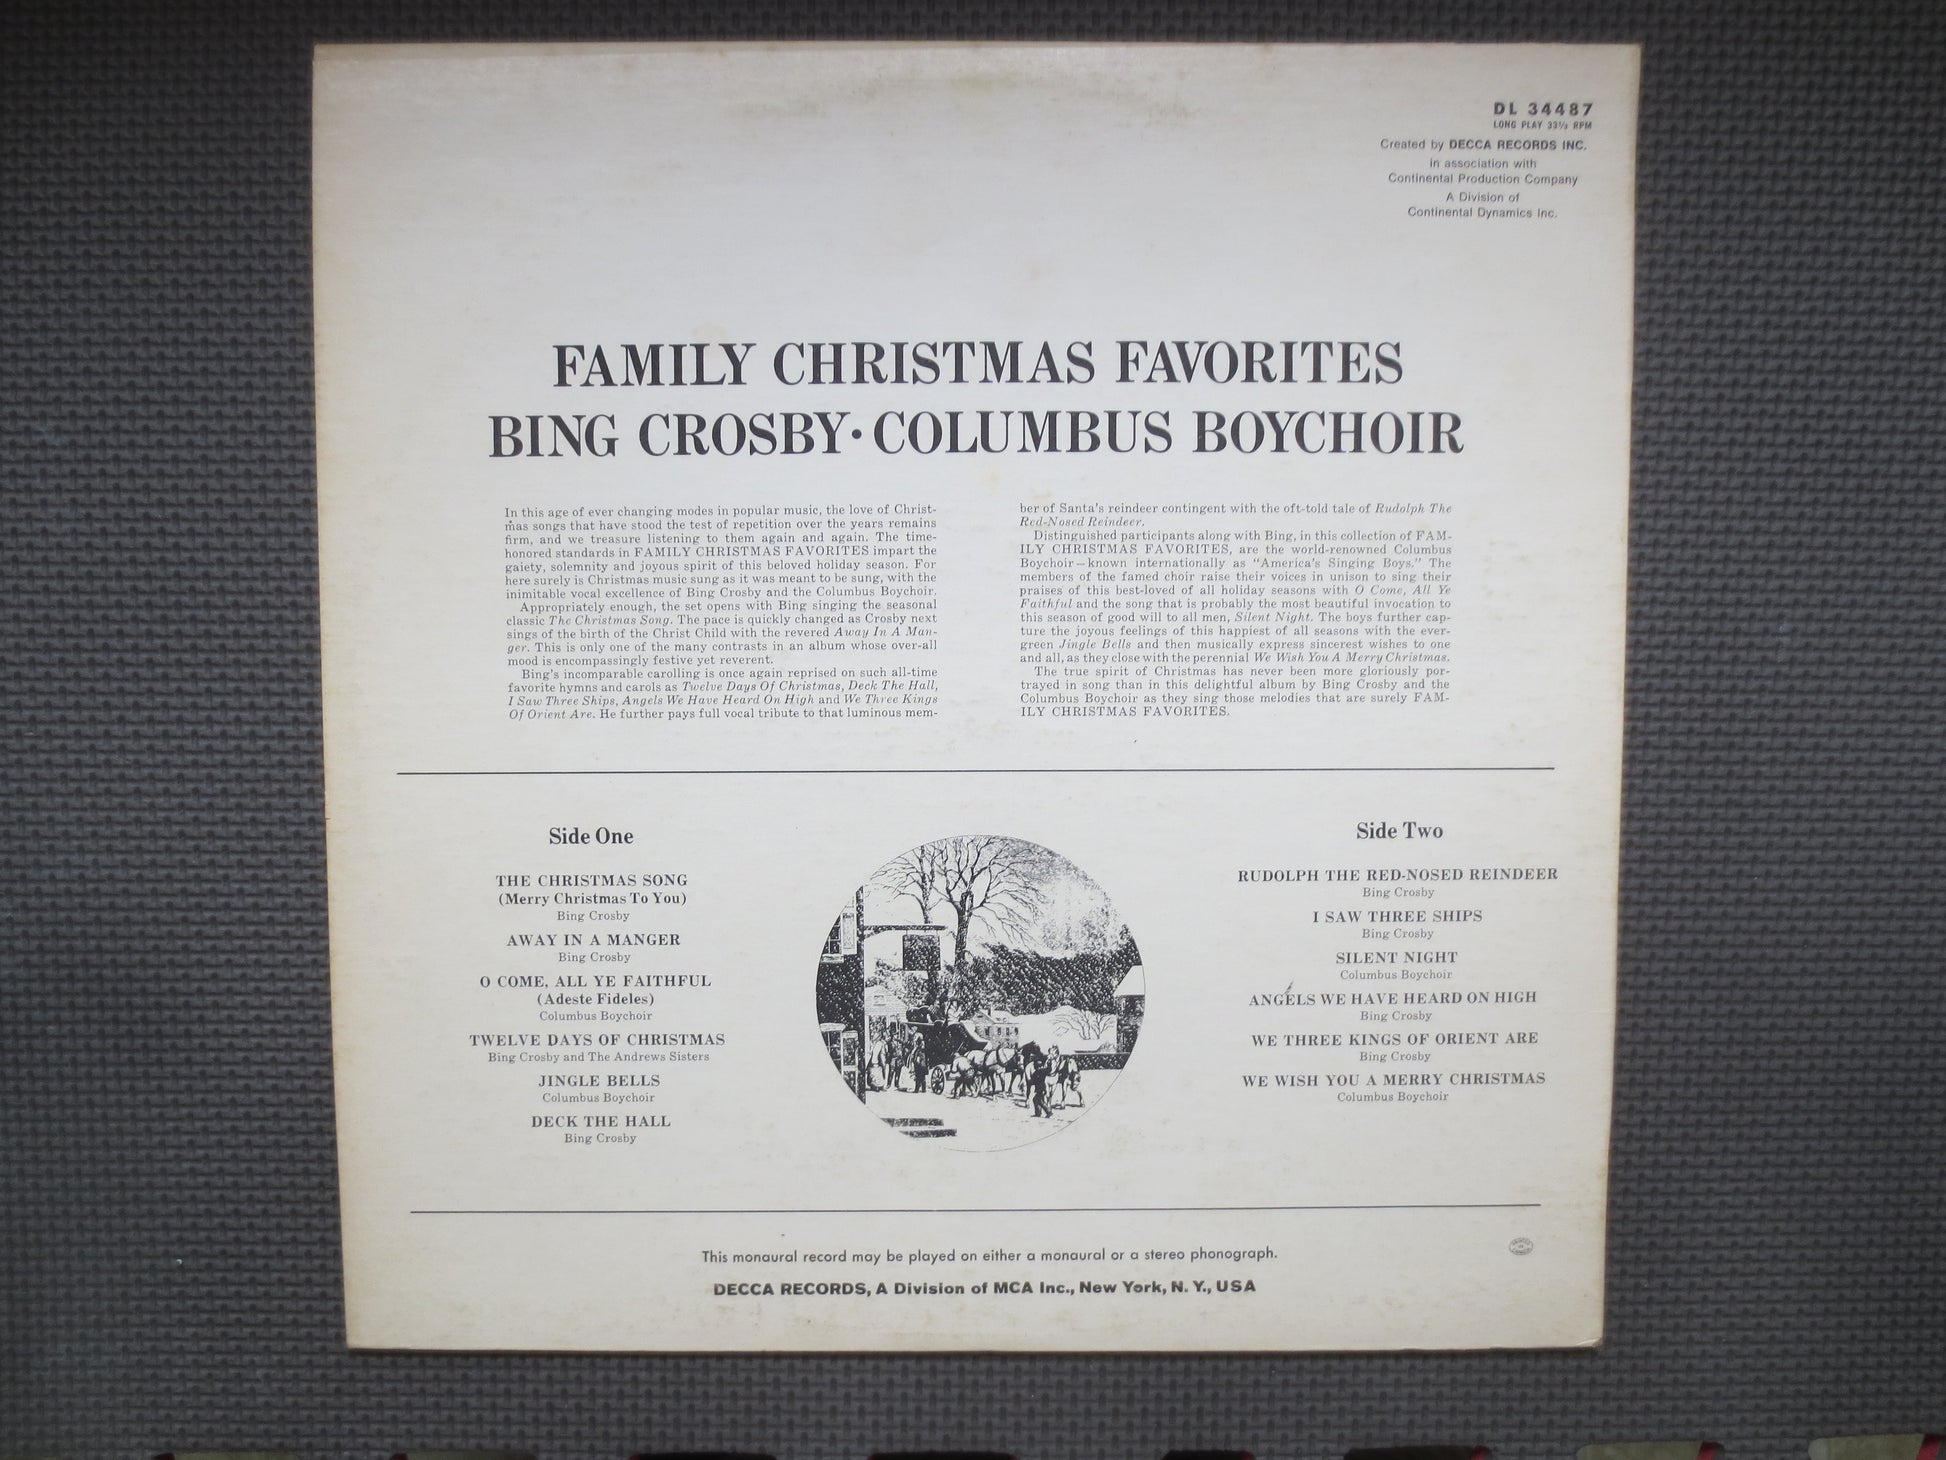 DL 34487
LONG PLAY 33⅓ RPM
Created by DECCA RECORDS INC.
in association with
Continental Production Company
A Division of
Continental Dynamics Inc.
FAMILY CHRISTMAS FAVORITES
BING CROSBY • COLUMBUS BOYCHOIR
In this age of ever changing modes in popular music, the love of Christ-
mas songs that have stood the test of repetition over the years remains
firm, and we treasure listening to them again and again. The time-
honored standards in FAMILY CHRISTMAS FAVORITES impart the
gaiety, solemnity and joyous spirit of this beloved holiday season. For
here surely is Christmas music sung as it was meant to be sung, with the
inimitable vocal excellence of Bing Crosby and the Columbus Boychoir.
Appropriately enough, the set opens with Bing singing the seasonal
classic The Christmas Song. The pace is quickly changed as Crosby next
sings of the birth of the Christ Child with the revered Away In A Man-
ger. This is only one of the many contrasts in an album whose over-all
mood is encompassingly festive yet reverent.
Bing's incomparable carolling is once again reprised on such all-time
favorite hymns and carols as Twelve Days Of Christmas, Deck The Hall,
I Saw Three Ships, Angels We Have Heard On High and We Three Kings
Of Orient Are. He further pays full vocal tribute to that luminous mem-
ber of Santa's reindeer contingent with the oft-told tale of Rudolph The
Red-Nosed Reindeer.
Distinguished participants along with Bing, in this collection of FAM-
ILY CHRISTMAS FAVORITES, are the world-renowned Columbus
Boychoir—known internationally as "America's Singing Boys." The
members of the famed choir raise their voices in unison to sing their
praises of this best-loved of all holiday seasons with O Come, All Ye
Faithful and the song that is probably the most beautiful invocation to
this season of good will to all men, Silent Night. The boys further cap-
ture the joyous feelings of this happiest of all seasons with the ever-
green Jingle Bells and then musically express sincerest wishes to one
and all, as they close with the perennial We Wish You A Merry Christmas.
The true spirit of Christmas has never been more gloriously por-
trayed in song than in this delightful album by Bing Crosby and the
Columbus Boychoir as they sing those melodies that are surely FAM-
ILY CHRISTMAS FAVORITES.
Side One
THE CHRISTMAS SONG
(Merry Christmas To You)
Bing Crosby
AWAY IN A MANGER
Bing Crosby
O COME, ALL YE FAITHFUL
(Adeste Fideles)
Columbus Boychoir
TWELVE DAYS OF CHRISTMAS
Bing Crosby and The Andrews Sisters
JINGLE BELLS
Columbus Boychoir
DECK THE HALL
Bing Crosby
Side Two
RUDOLPH THE RED-NOSED REINDEER
Bing Crosby
I SAW THREE SHIPS
Bing Crosby
SILENT NIGHT
Columbus Boychoir
ANGELS WE HAVE HEARD ON HIGH
Bing Crosby
WE THREE KINGS OF ORIENT ARE
Bing Crosby
WE WISH YOU A MERRY CHRISTMAS
Columbus Boychoir
This monaural record may be played on either a monaural or a stereo phonograph.
DECCA RECORDS, A Division of MCA Inc., New York, N. Y., USA